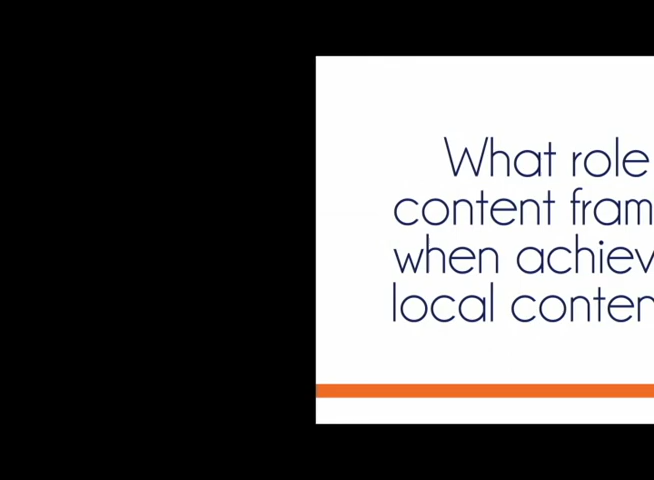 What role
content fram
when achiev
local conten